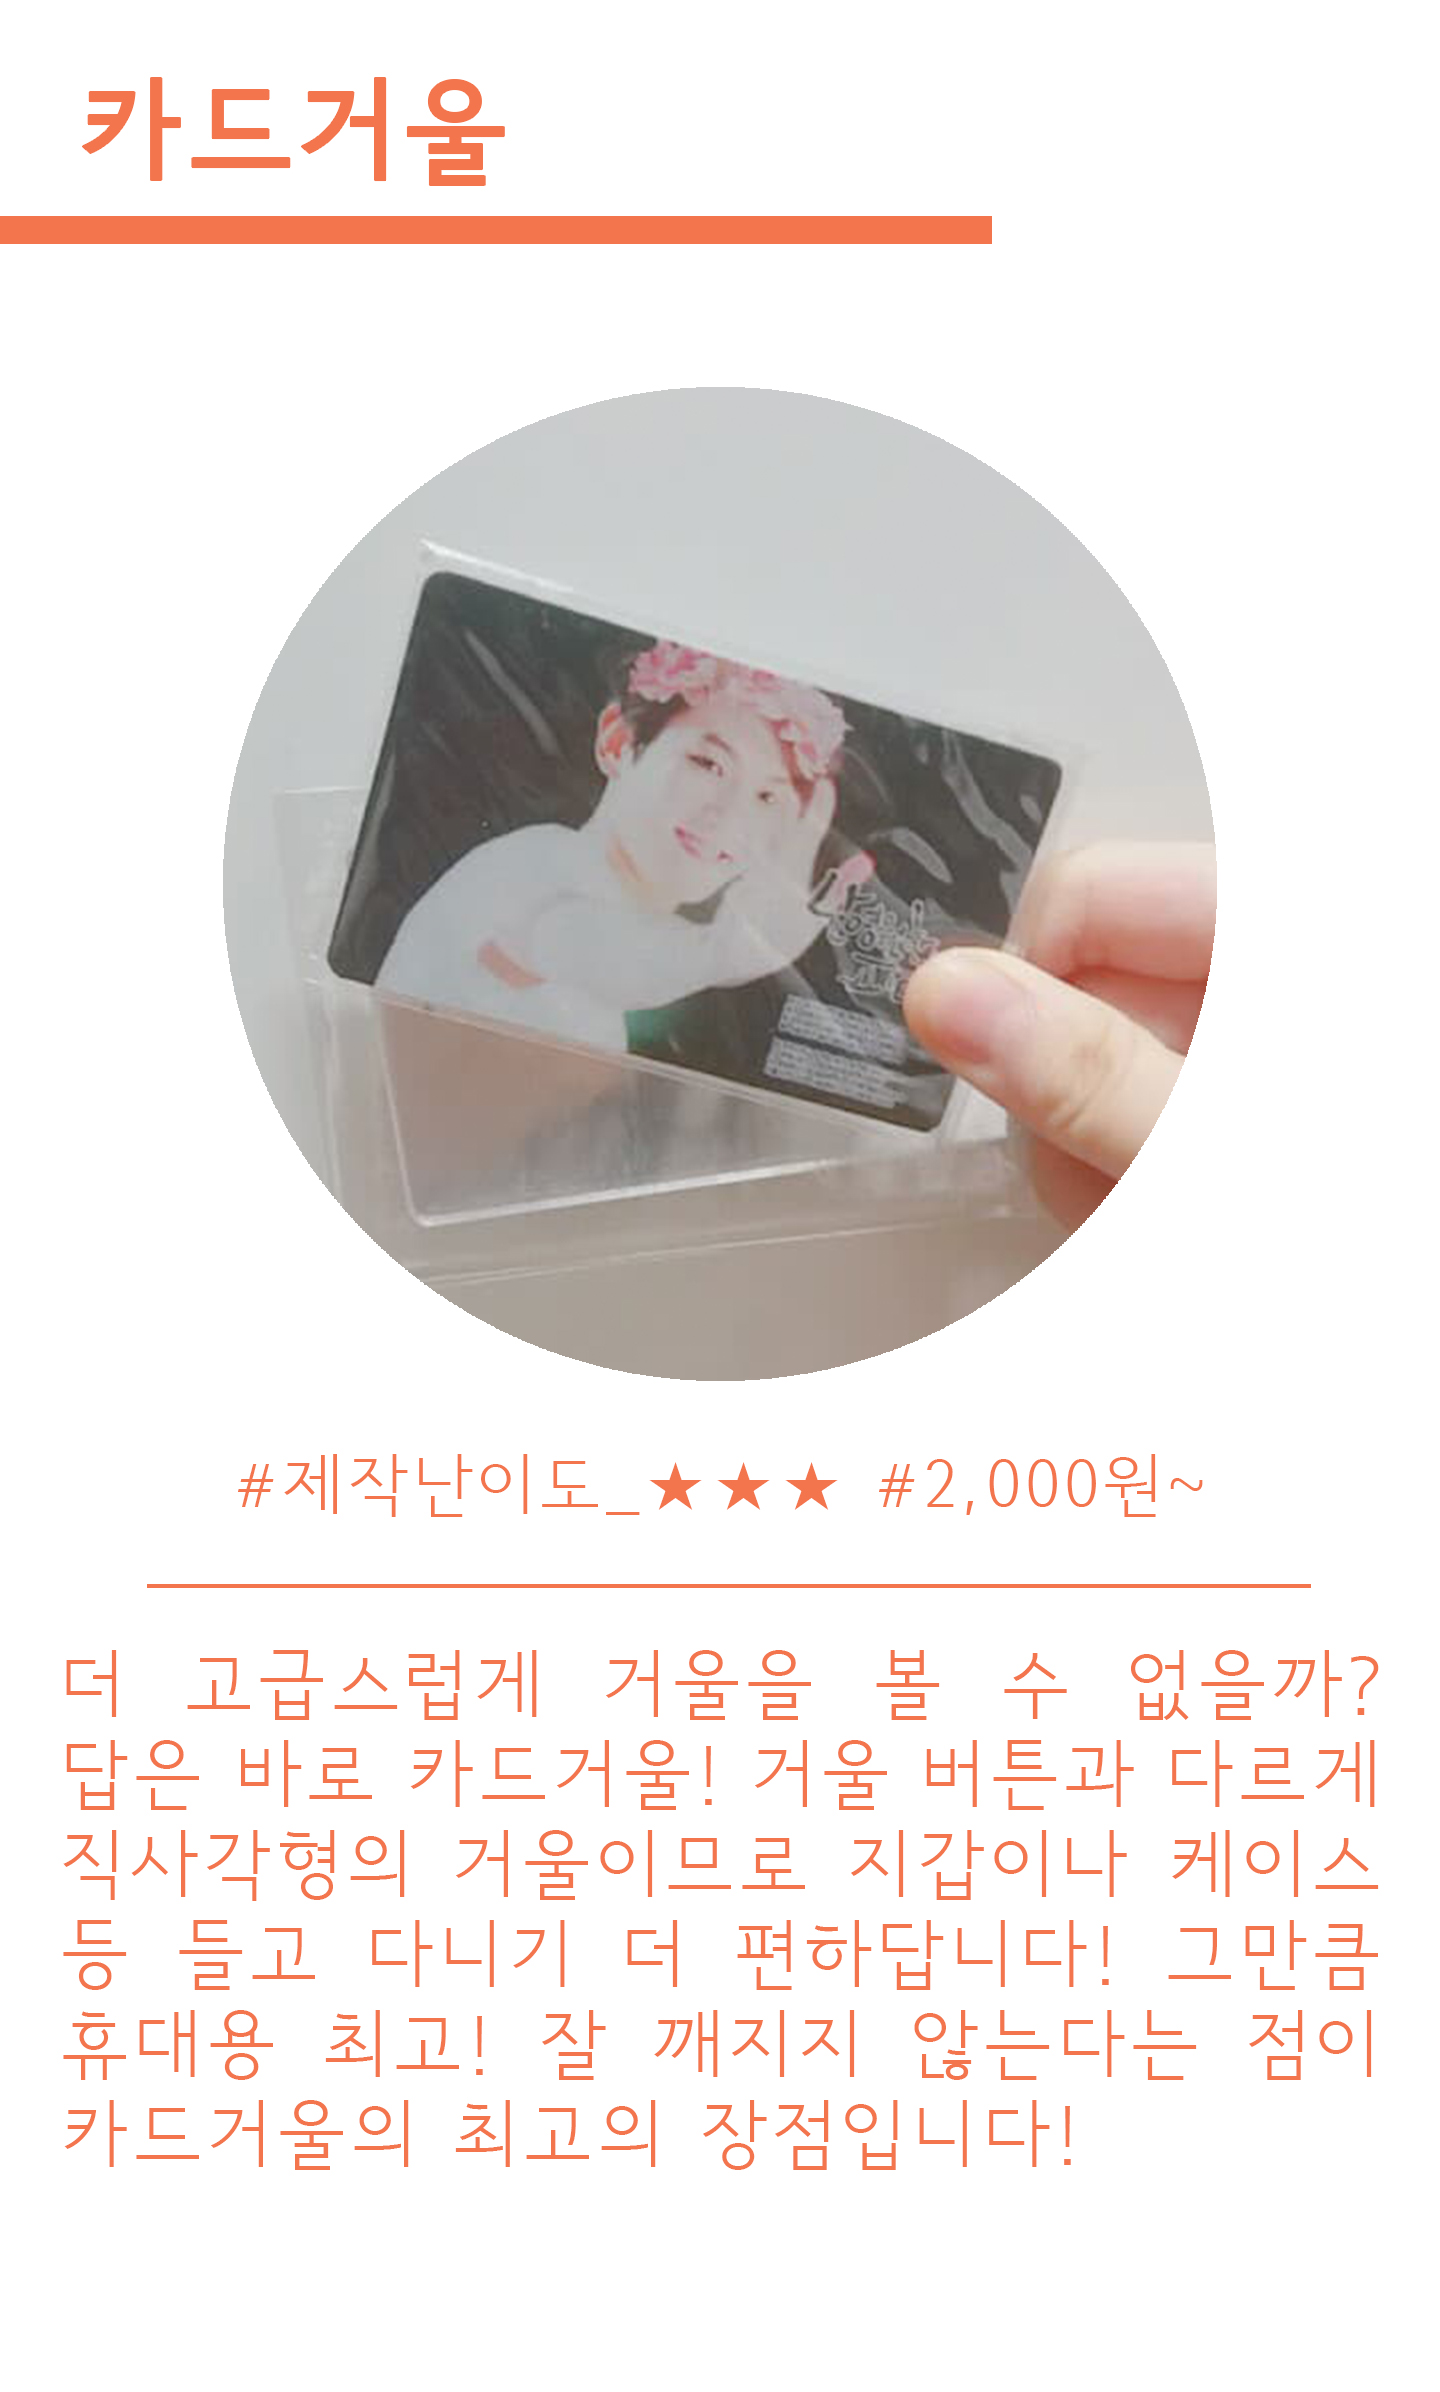 카드거울
#제작난이도_★★★ #2,000원~
더 고급스럽게 거울을 볼 수 없을까?
답은 바로 카드거울! 거울 버튼과 다르게
직사각형의 거울이므로 지갑이나 케이스
등 들고 다니기 더 편하답니다! 그만큼
휴대용 최고! 잘 깨지지 않는다는 점이
카드거울의 최고의 장점입니다!